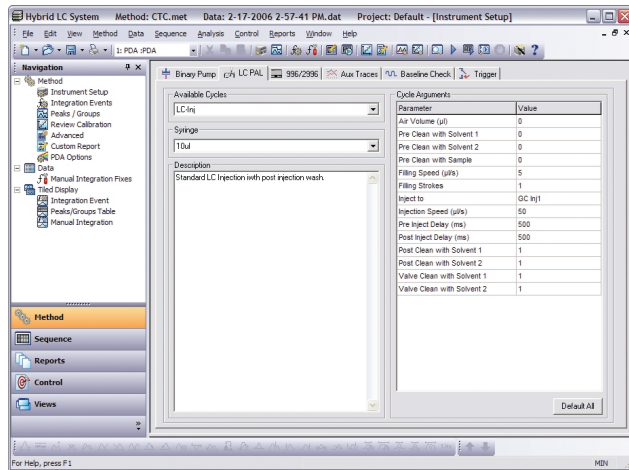 Hybrid LC System Method: CTC.met Data: 2-17-2006 2-57-41 PM.dat Project: Default - [Instrument Setup]
File Edit View Method Data Sequence Analysis Control Reports Window Help
1: PDA :PDA
Navigation
Method
Instrument Setup
Integration Events
Peaks / Groups
Review Calibration
Advanced
Custom Report
PDA Options
Data
Manual Integration Fixes
Tiled Display
Integration Event
Peaks/Groups Table
Manual Integration
Method
Sequence
Reports
Control
Views
Binary Pump LC PAL 996/2996 Aux Traces Baseline Check Trigger
Available Cycles
LC-Inj
Syringe
10ul
Description
Standard LC Injection iwth post injection wash.
Cycle Arguments
Parameter Value
Air Volume (µl) 0
Pre Clean with Solvent 1 0
Pre Clean with Solvent 2 0
Pre Clean with Sample 0
Filling Speed (µl/s) 5
Filling Strokes 1
Inject to GC Inj1
Injection Speed (µl/s) 50
Pre Inject Delay (ms) 500
Post Inject Delay (ms) 500
Post Clean with Solvent 1 1
Post Clean with Solvent 2 1
Valve Clean with Solvent 1 1
Valve Clean with Solvent 2 1
Default All
For Help, press F1
MIN